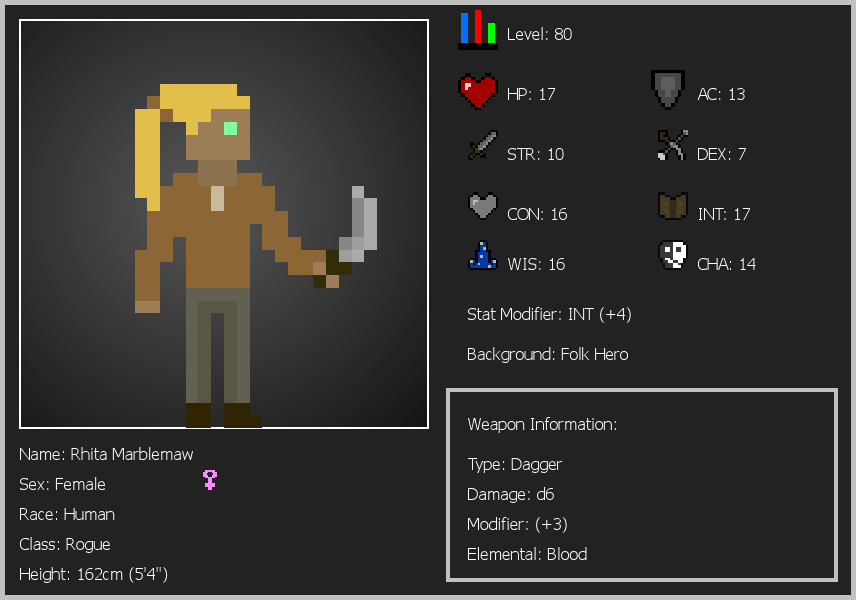 Level: 80
HP: 17
AC: 13
STR: 10
DEX: 7
CON: 16
INT: 17
WIS: 16
CHA: 14
Stat Modifier: INT (+4)
Background: Folk Hero
Weapon Information:
Type: Dagger
Damage: d6
Modifier: (+3)
Elemental: Blood
Name: Rhita Marblemaw
Sex: Female
Race: Human
Class: Rogue
Height: 162cm (5'4")